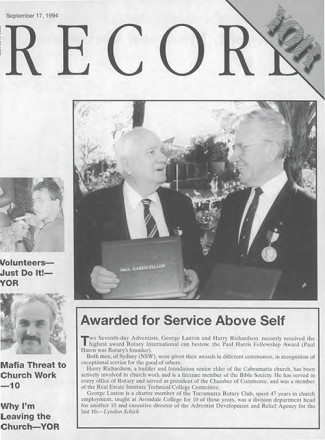 September 17, 1994
YOR
RECORD
PAUL HARRIS FELLOW
Volunteers—
Just Do It!—
YOR
Mafia Threat to
Church Work
—10
Why I'm
Leaving the
Church—YOR
Awarded for Service Above Self
Two Seventh-day Adventists, George Laxton and Harry Richardson, recently received the
highest award Rotary International can bestow, the Paul Harris Fellowship Award (Paul
Harris was Rotary's founder).
Both men, of Sydney (NSW), were given their awards in different ceremonies, in recognition of
exceptional service for the good of others.
Harry Richardson, a builder and foundation senior elder of the Cabramatta church, has been
actively involved in church work and is a lifetime member of the Bible Society. He has served in
every office of Rotary and served as president of the Chamber of Commerce, and was a member
of the Real Estate Institute Technical College Committee.
George Laxton is a charter member of the Turramurra Rotary Club, spent 47 years in church
employment, taught at Avondale College for 10 of those years, was a division department head
for another 35 and executive director of the Adventist Development and Relief Agency for the
last 10—Lyndon Schick